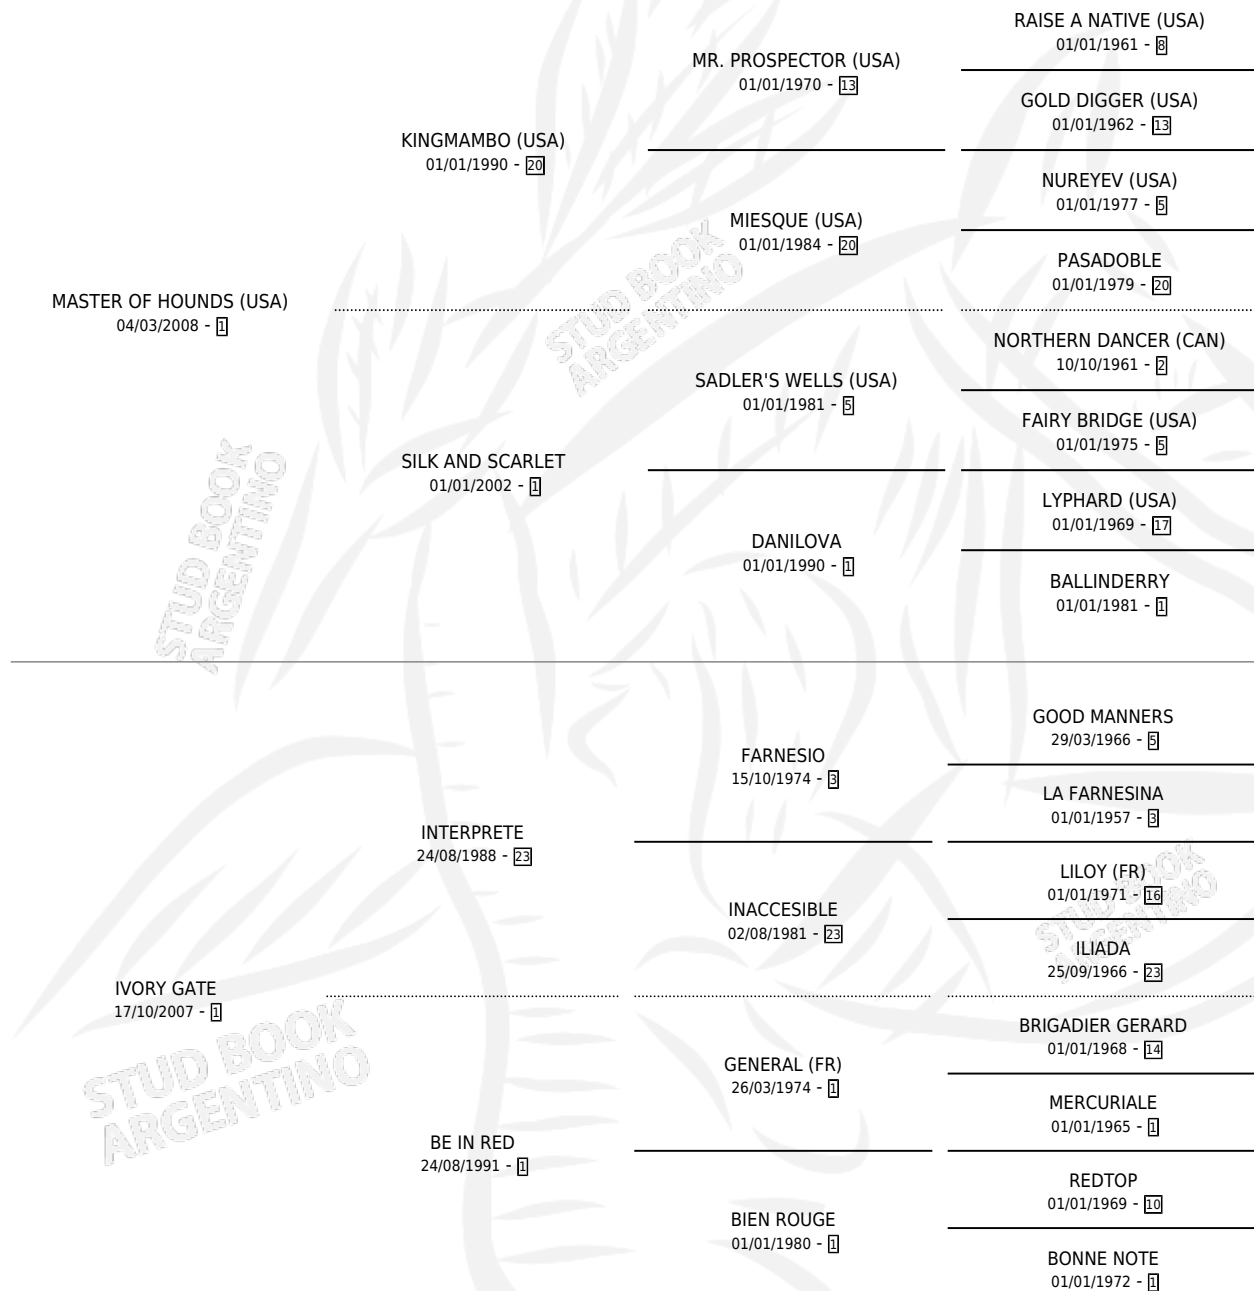 RAISE A NATIVE (USA)
01/01/1961 - 8
MR. PROSPECTOR (USA)
01/01/1970 - 13
GOLD DIGGER (USA)
01/01/1962 - 13
KINGMAMBO (USA)
01/01/1990 - 20
NUREYEV (USA)
01/01/1977 - 5
MIESQUE (USA)
01/01/1984 - 20
PASADOBLE
01/01/1979 - 20
MASTER OF HOUNDS (USA)
04/03/2008 - 1
NORTHERN DANCER (CAN)
10/10/1961 - 2
SADLER'S WELLS (USA)
01/01/1981 - 5
FAIRY BRIDGE (USA)
01/01/1975 - 5
SILK AND SCARLET
01/01/2002 - 1
LYPHARD (USA)
01/01/1969 - 17
DANILOVA
01/01/1990 - 1
BALLINDERRY
01/01/1981 - 1
GOOD MANNERS
29/03/1966 - 5
FARNESIO
15/10/1974 - 3
LA FARNESINA
01/01/1957 - 3
INTERPRETE
24/08/1988 - 23
LILOY (FR)
01/01/1971 - 16
INACCESIBLE
02/08/1981 - 23
ILIADA
25/09/1966 - 23
IVORY GATE
17/10/2007 - 1
BRIGADIER GERARD
01/01/1968 - 14
GENERAL (FR)
26/03/1974 - 1
MERCURIALE
01/01/1965 - 1
BE IN RED
24/08/1991 - 1
REDTOP
01/01/1969 - 10
BIEN ROUGE
01/01/1980 - 1
BONNE NOTE
01/01/1972 - 1
STUD BOOK
ARGENTINO
STUD BOOK
ARGENTINO
STUD BOOK
ARGENTINO
STUD BOOK
ARGENTINO